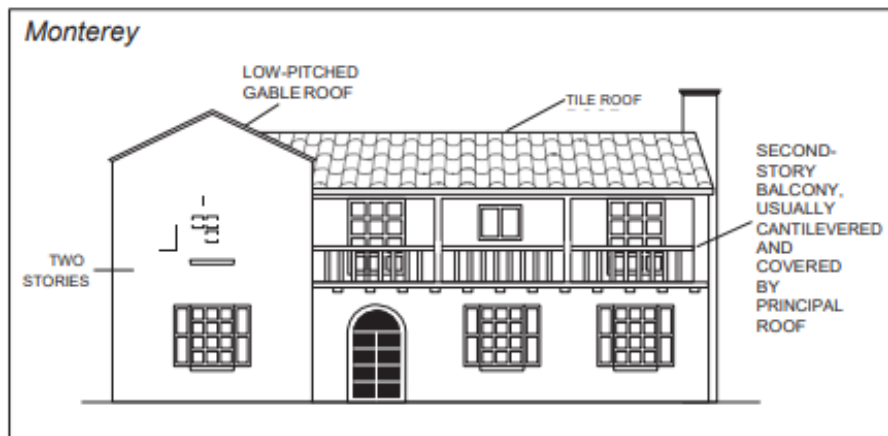 Monterey
LOW-PITCHED
GABLE ROOF
TILE ROOF
SECOND-
STORY
BALCONY,
USUALLY
CANTILEVERED
AND
COVERED
BY
PRINCIPAL
ROOF
TWO
STORIES